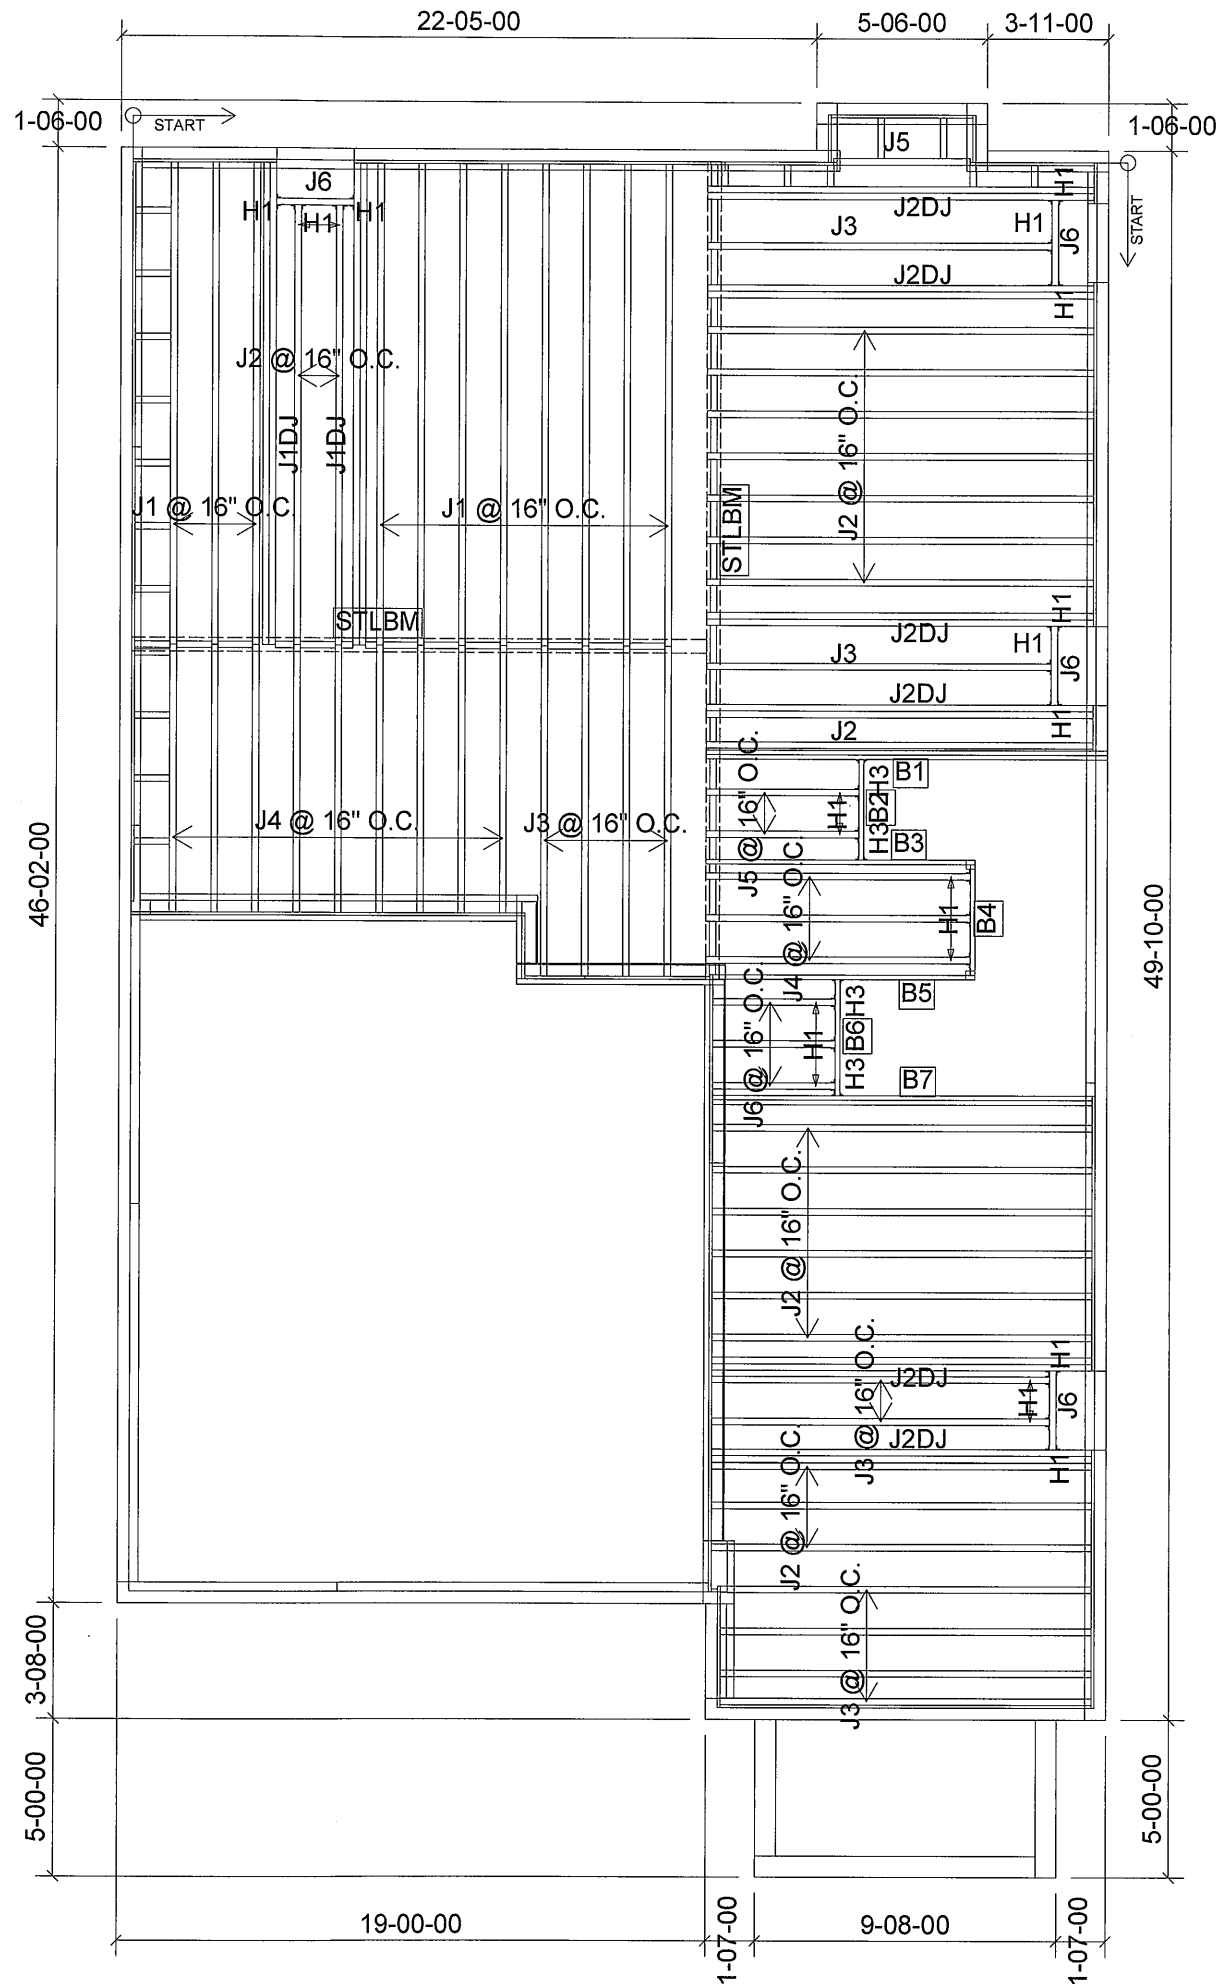 22-05-00
5-06-00
3-11-00
1-06-00
START
1-06-00
START
J5
J6
H1
H1
H1
J2DJ
J3
H1
H1
J6
J2DJ
H1
J2 @ 16" O.C.
J1DJ
J1DJ
J1 @ 16" O.C.
J1 @ 16" O.C.
STLBM
J2 @ 16" O.C.
STLBM
H1
J2DJ
H1
J3
J6
J2DJ
H1
J2
J4 @ 16" O.C.
J3 @ 16" O.C.
J5 @ 16" O.C.
H1
H3
B1
B2
H3
B3
J4 @ 16" O.C.
H1
B4
46-02-00
49-10-00
J6 @ 16" O.C.
H1
H3
B5
B6
H3
B7
J2 @ 16" O.C.
J3 @ 16" O.C.
J2DJ
H1
H1
J6
J2DJ
H1
J2 @ 16" O.C.
J3 @ 16" O.C.
3-08-00
5-00-00
5-00-00
19-00-00
1-07-00
9-08-00
1-07-00